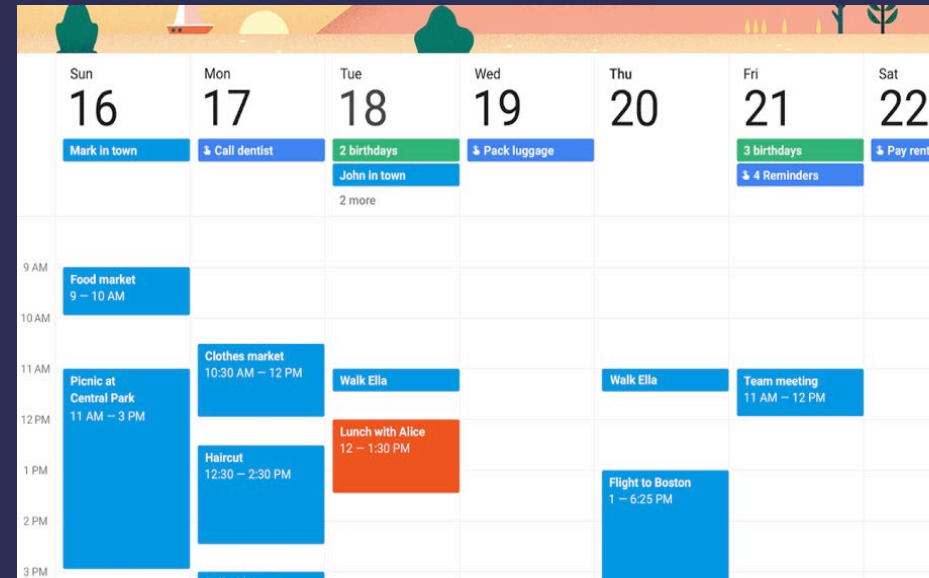 Sun
Mon
Tue
Wed
Thu
Fri
Sat
16
17
18
19
20
21
22
Mark in town
Call dentist
2 birthdays
Pack luggage
3 birthdays
Pay rent
John in town
4 Reminders
2 more
9 AM
Food market
9 – 10 AM
10 AM
Clothes market
10:30 AM – 12 PM
11 AM
Picnic at
Central Park
11 AM – 3 PM
Walk Ella
Walk Ella
Team meeting
11 AM – 12 PM
12 PM
Lunch with Alice
12 – 1:30 PM
Haircut
12:30 – 2:30 PM
1 PM
Flight to Boston
1 – 6:25 PM
2 PM
3 PM